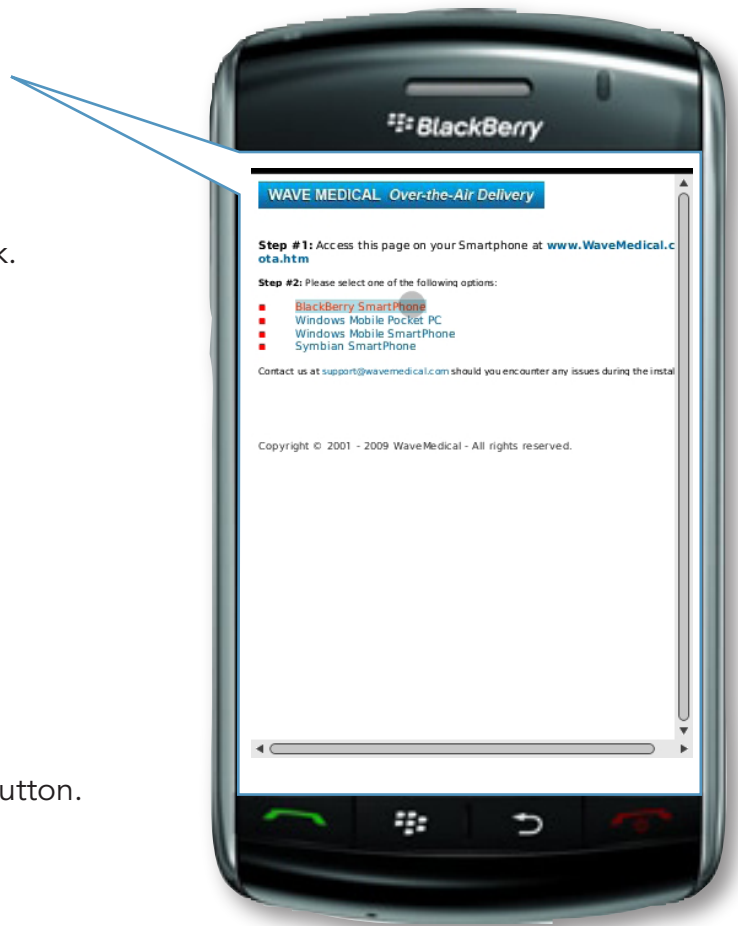 BlackBerry
WAVE MEDICAL Over-the-Air Delivery
Step #1: Access this page on your Smartphone at www.WaveMedical.c
ota.htm
k.
Step #2: Please select one of the following options:
BlackBerry SmartPhone
Windows Mobile Pocket PC
Windows Mobile SmartPhone
Symbian SmartPhone
Contact us at support@wavemedical.com should you encounter any issues during the instal
Copyright © 2001 - 2009 WaveMedical - All rights reserved.
utton.